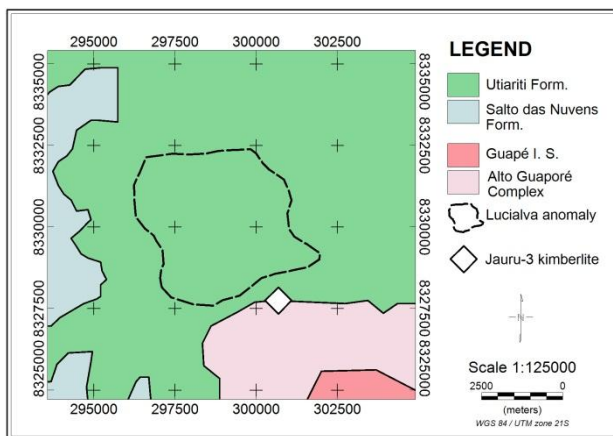 295000 297500 300000 302500
LEGEND
8335000 8335000
Utiariti Form.
Salto das Nuvens
Form.
8332500 8332500
Guapé I. S.
Alto Guaporé
Complex
8330000 8330000
Lucialva anomaly
Jauru-3 kimberlite
8327500 8327500
N
8325000 8325000
Scale 1:125000
2500 0
(meters)
295000 297500 300000 302500
WGS 84 / UTM zone 21S